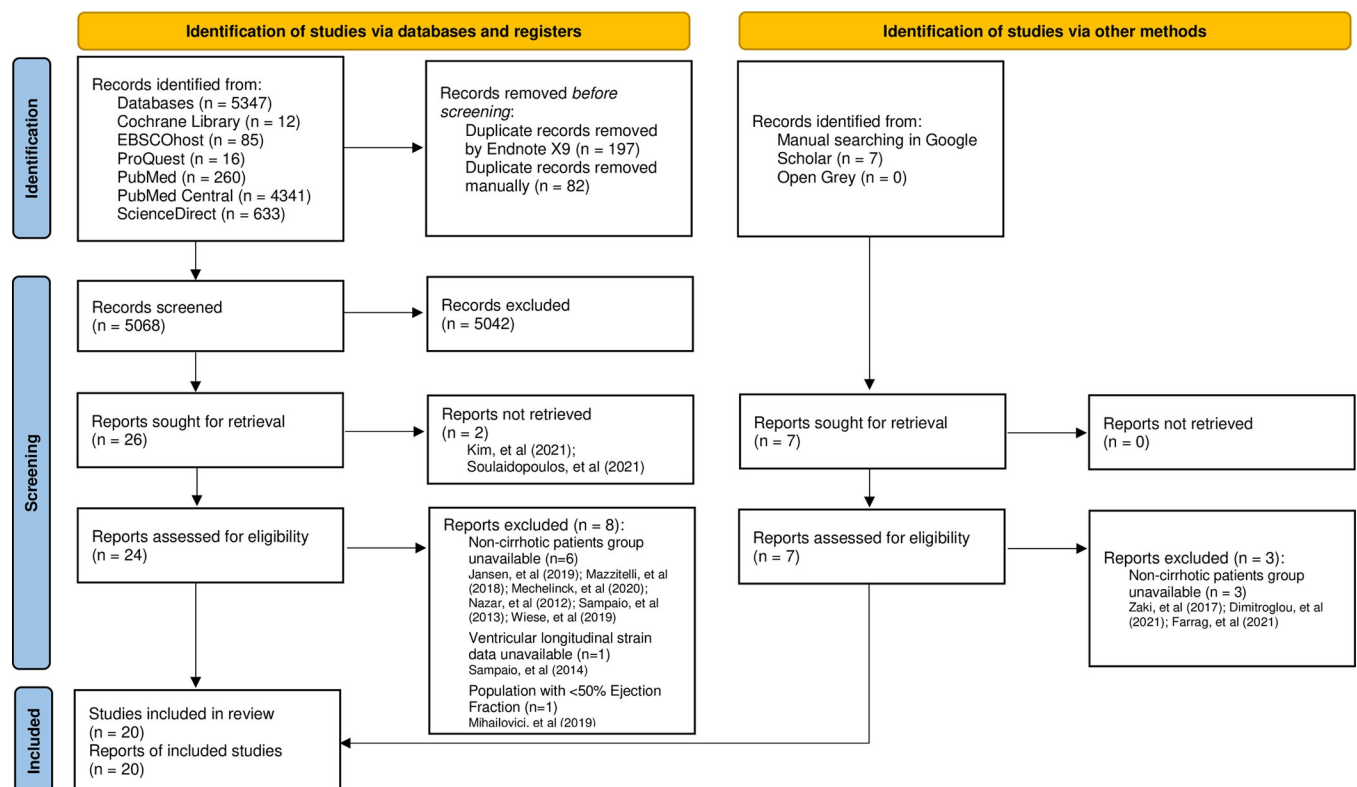 Identification of studies via databases and registers
Identification of studies via other methods
Identification
Records identified from:
Databases (n = 5347)
Cochrane Library (n = 12)
EBSCOhost (n = 85)
ProQuest (n = 16)
PubMed (n = 260)
PubMed Central (n = 4341)
ScienceDirect (n = 633)
Records removed before
screening:
Duplicate records removed
by Endnote X9 (n = 197)
Duplicate records removed
manually (n = 82)
Records identified from:
Manual searching in Google
Scholar (n = 7)
Open Grey (n = 0)
Screening
Records screened
(n = 5068)
Records excluded
(n = 5042)
Reports sought for retrieval
(n = 26)
Reports not retrieved
(n = 2)
Kim, et al (2021);
Soulaidopoulos, et al (2021)
Reports sought for retrieval
(n = 7)
Reports not retrieved
(n = 0)
Reports assessed for eligibility
(n = 24)
Reports excluded (n = 8):
Non-cirrhotic patients group
unavailable (n=6)
Jansen, et al (2019); Mazzitelli, et al
(2018); Mechelinck, et al (2020);
Nazar, et al (2012); Sampaio, et al
(2013); Wiese, et al (2019)
Ventricular longitudinal strain
data unavailable (n=1)
Sampaio, et al (2014)
Population with <50% Ejection
Fraction (n=1)
Mihailovici, et al (2019)
Reports assessed for eligibility
(n = 7)
Reports excluded (n = 3):
Non-cirrhotic patients group
unavailable (n = 3)
Zaki, et al (2017); Dimitroglou, et al
(2021); Farrag, et al (2021)
Included
Studies included in review
(n = 20)
Reports of included studies
(n = 20)